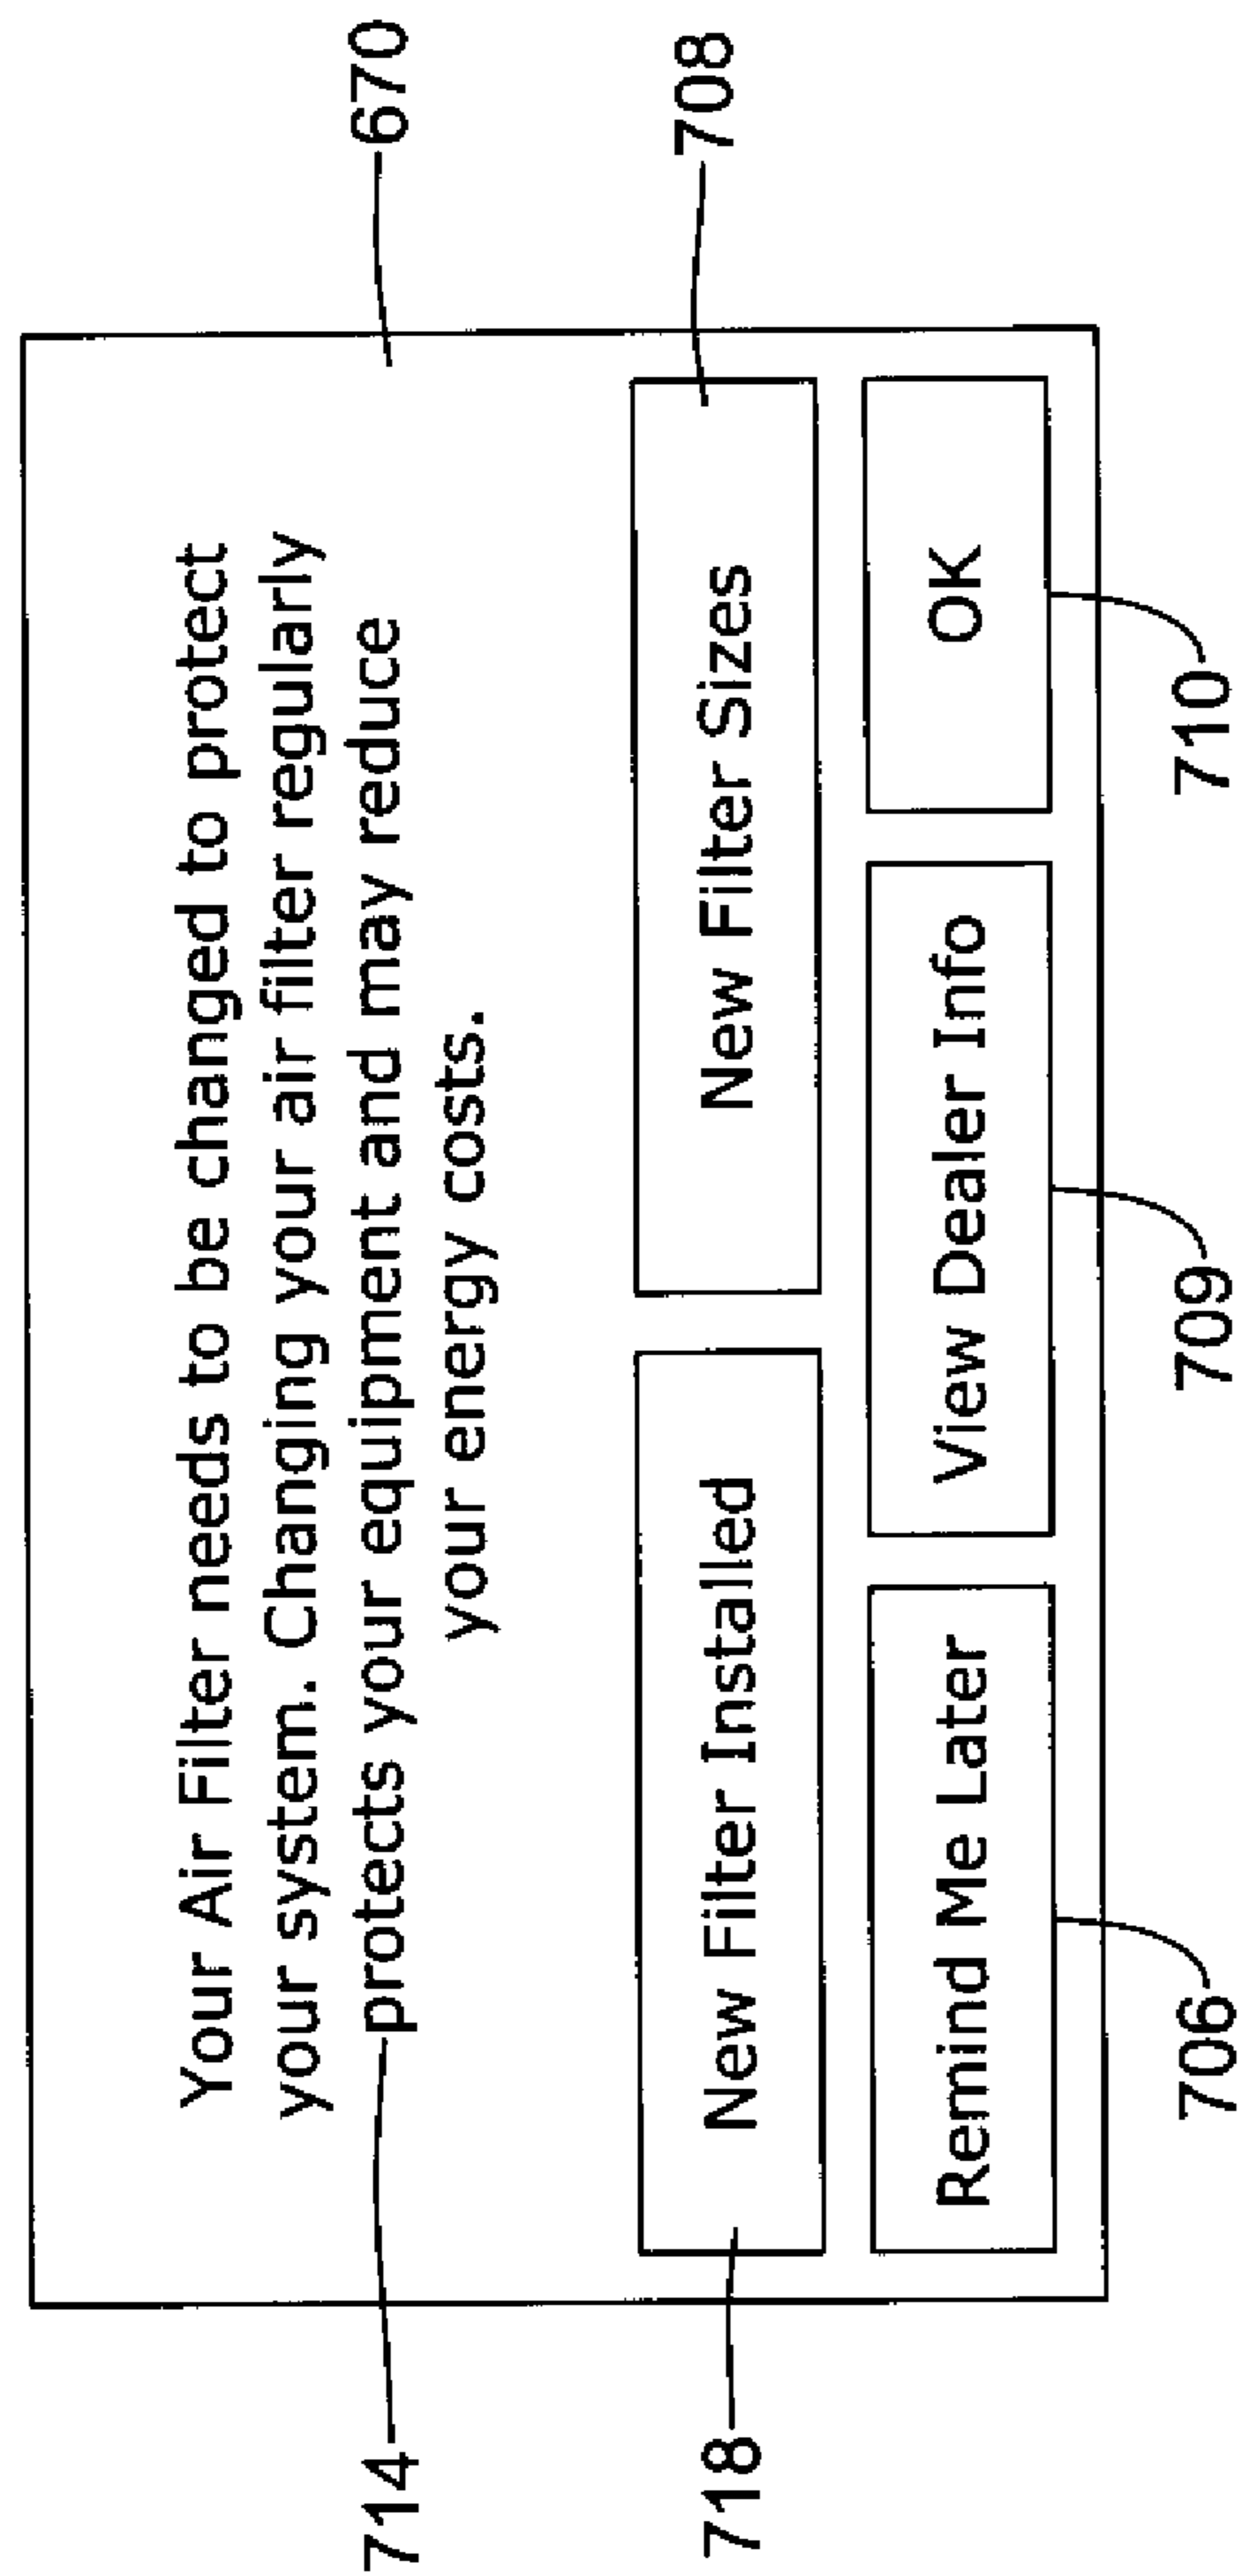 670
Your Air Filter needs to be changed to protect
your system. Changing your air filter regularly
714
protects your equipment and may reduce
your energy costs.
718
New Filter Installed
New Filter Sizes
708
Remind Me Later
View Dealer Info
OK
706
709
710